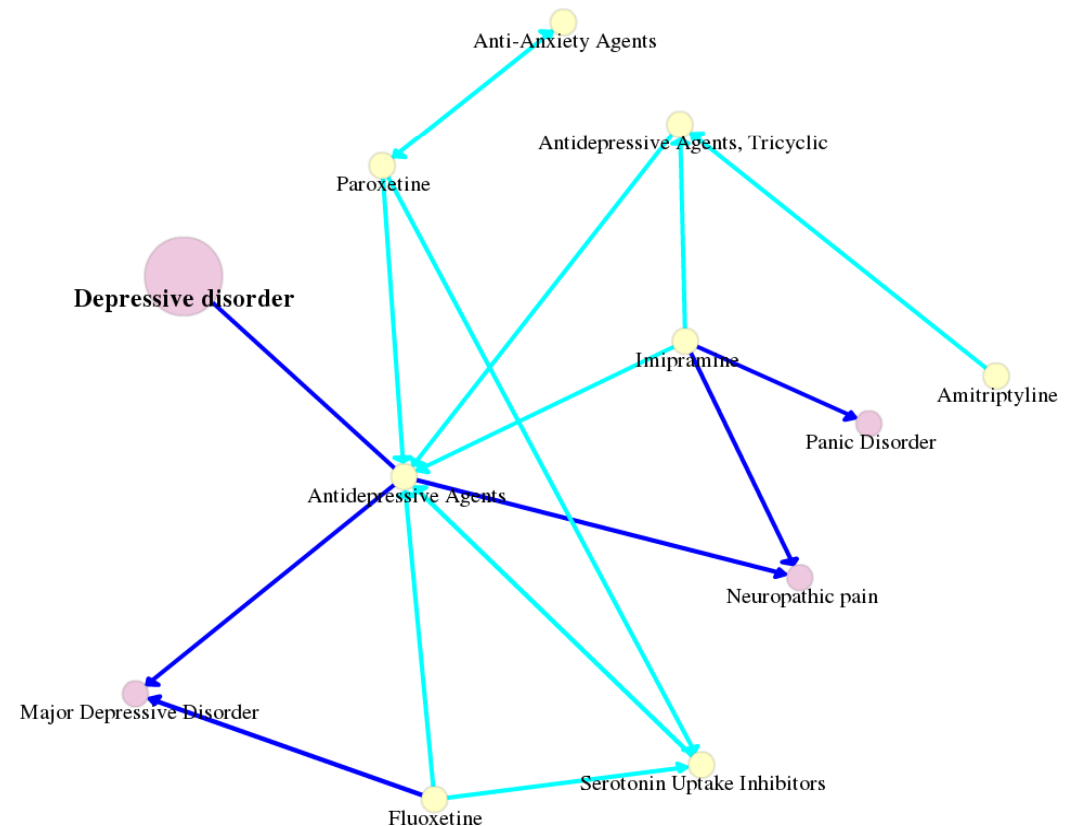 Anti-Anxiety Agents
Antidepressive Agents, Tricyclic
Paroxetine
Depressive disorder
Imipramine
Amitriptyline
Panic Disorder
Antidepressive Agents
Neuropathic pain
Major Depressive Disorder
Serotonin Uptake Inhibitors
Fluoxetine